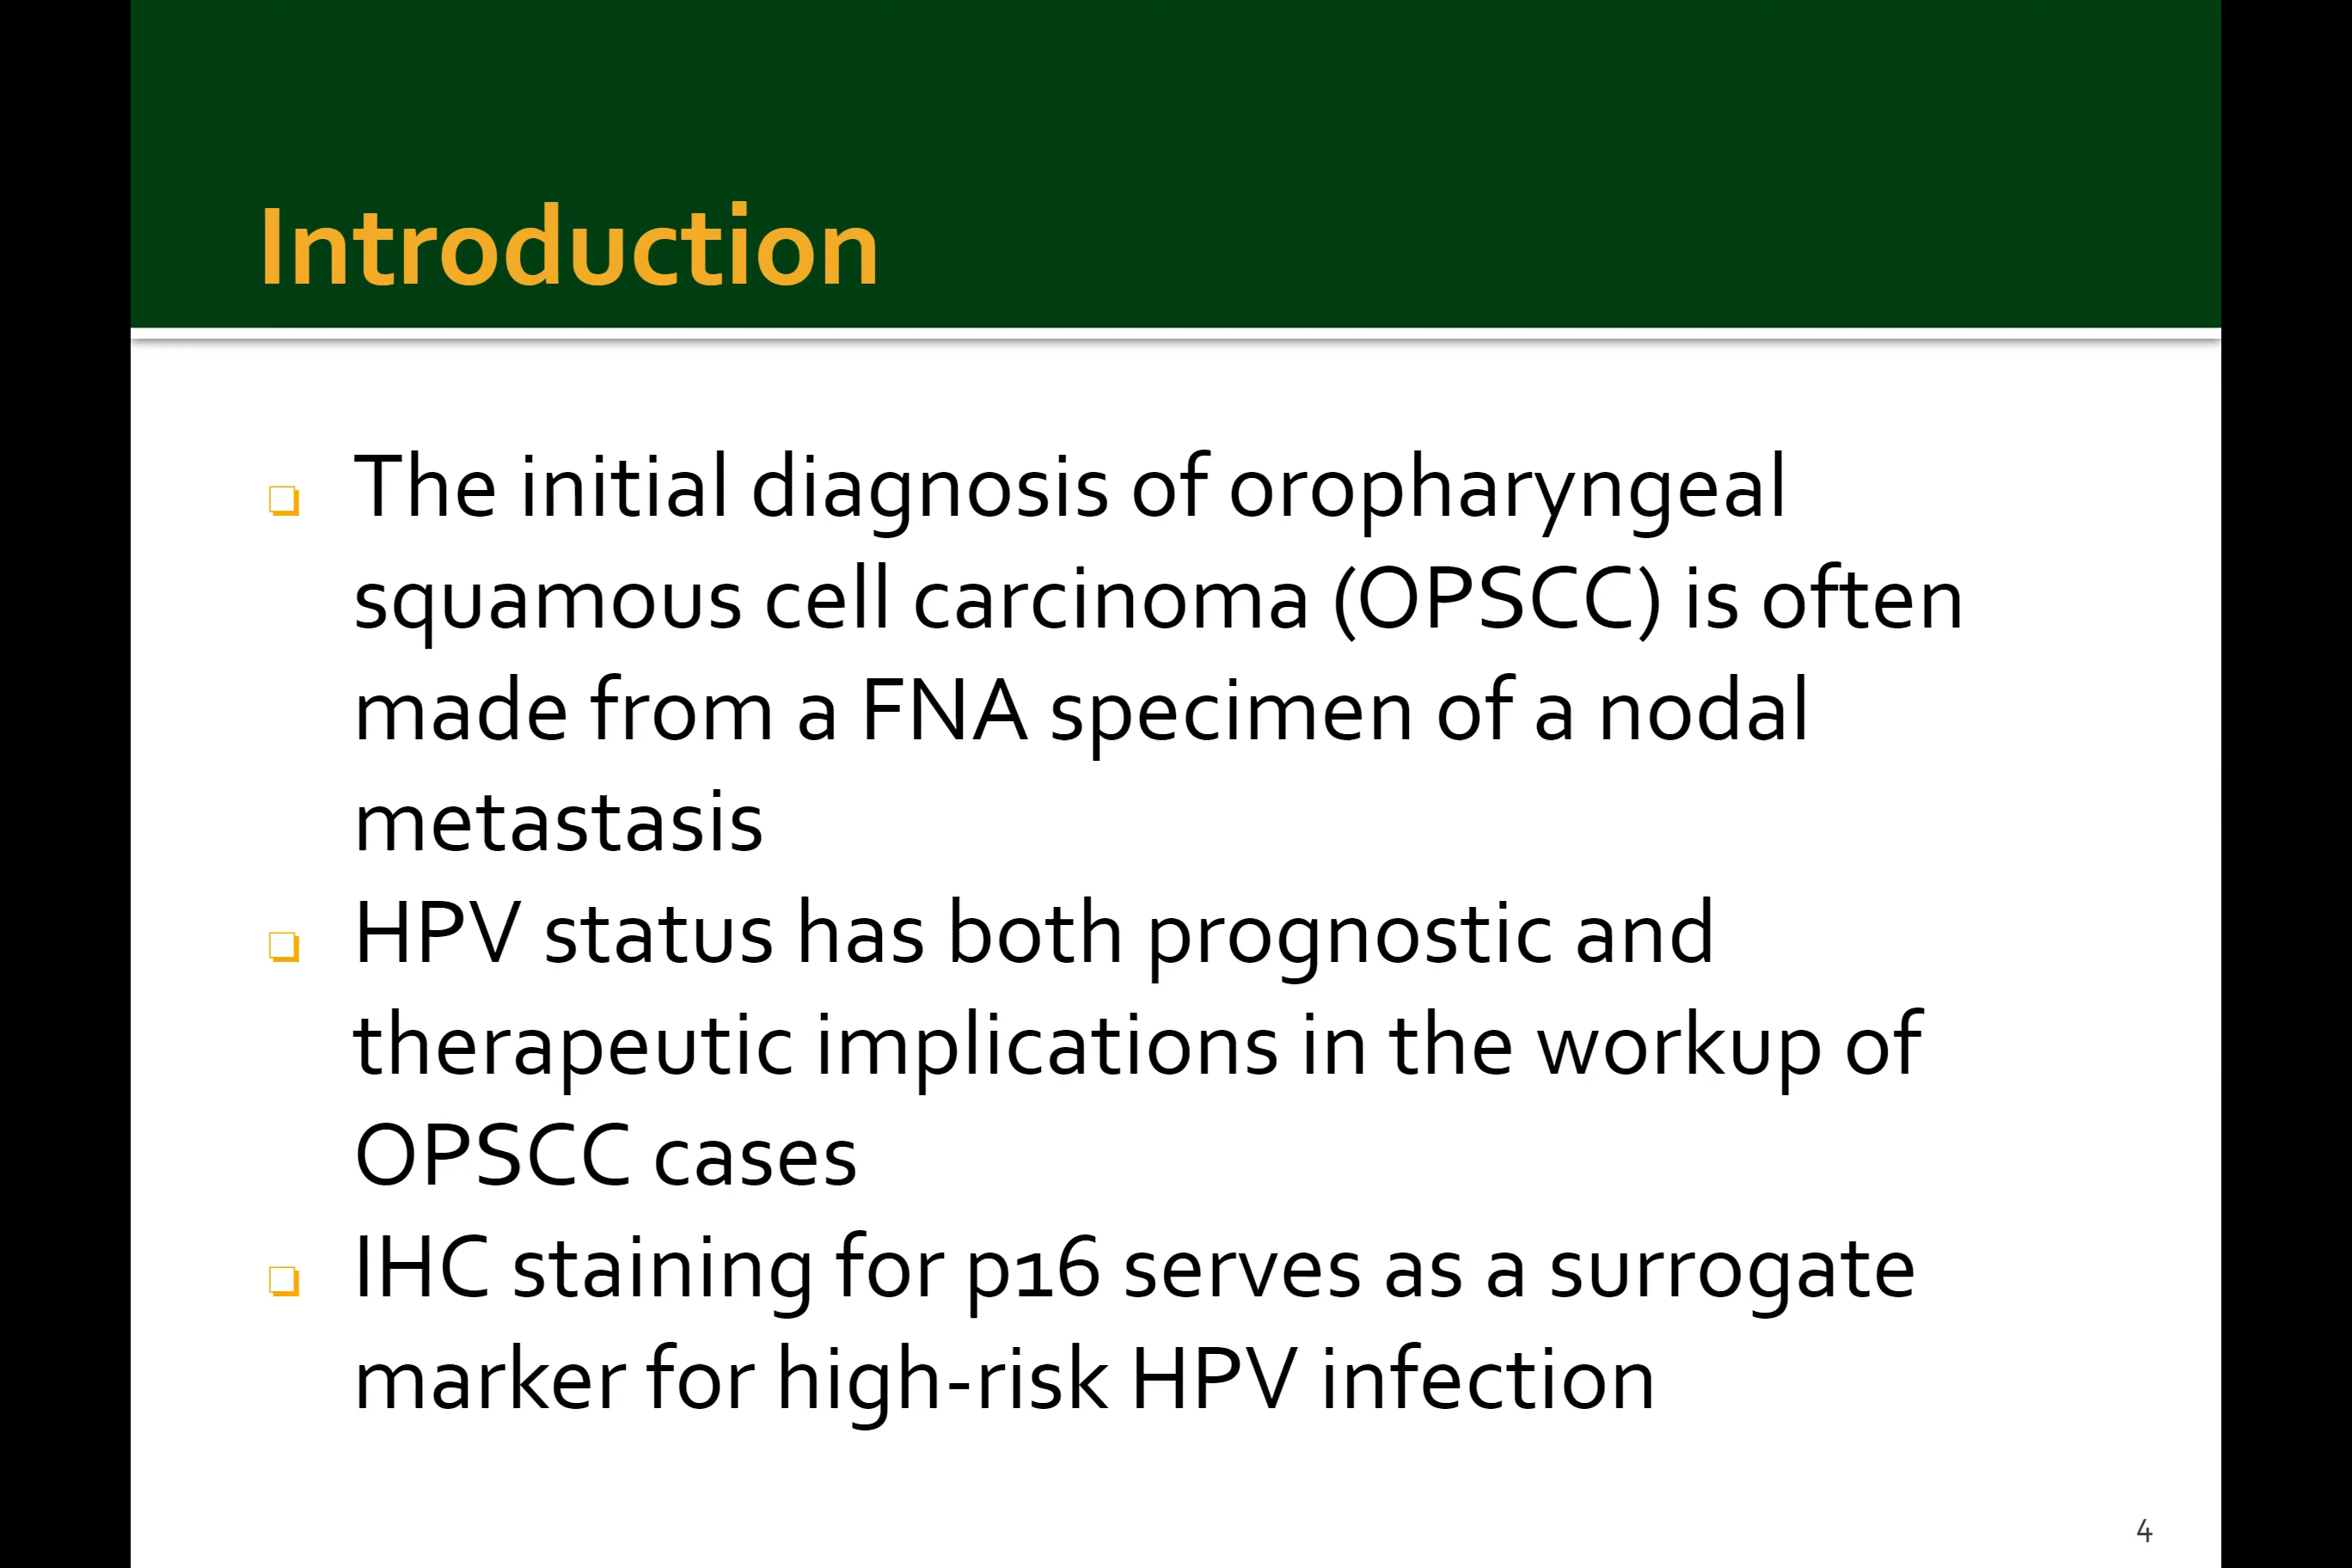 Introduction
The initial diagnosis of oropharyngeal
squamous cell carcinoma (OPSCC) is often
made from a FNA specimen of a nodal
metastasis
HPV status has both prognostic and
therapeutic implications in the workup of
OPSCC cases
IHC staining for p16 serves as a surrogate
marker for high-risk HPV infection
4